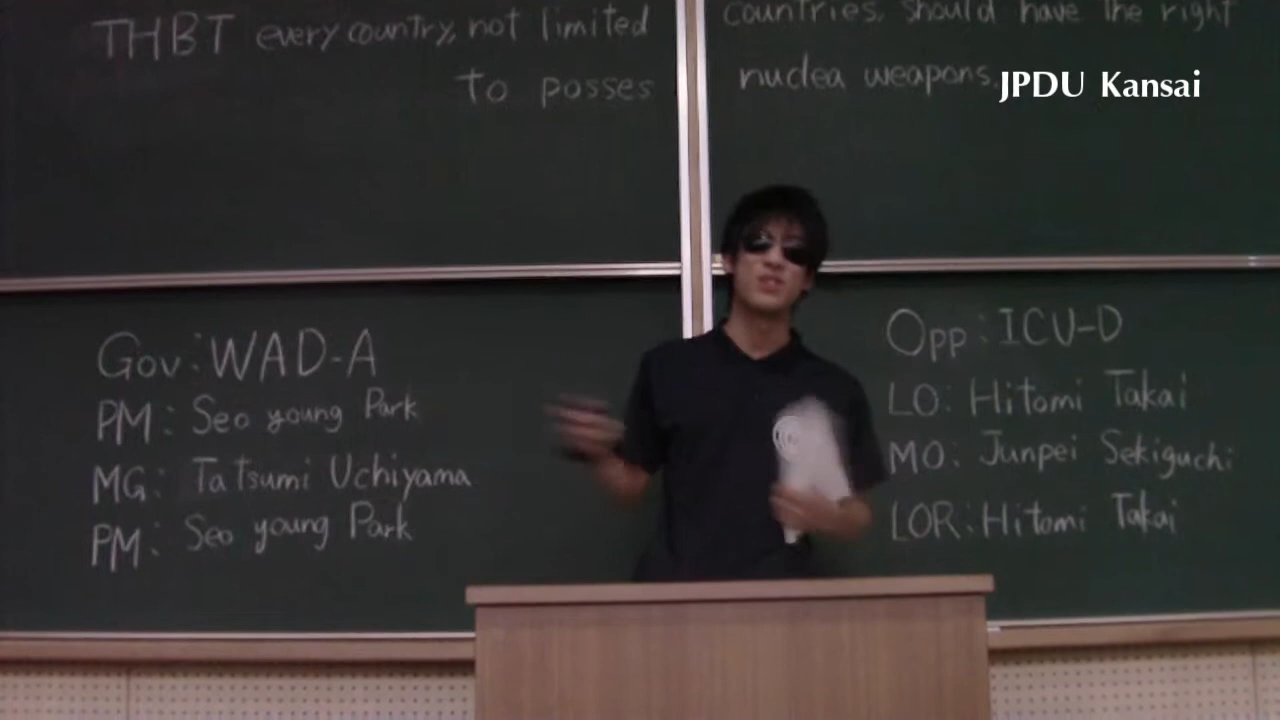 THBT every country, not limited
to posses
countries, should have the right
nuclea weapons.
JPDU Kansai
Gov: WAD-A
PM: Seo young Park
MG: Tatsumi Uchiyama
PM: Seo young Park
Opp: ICU-D
LO: Hitomi Takai
MO: Junpei Sekiguchi
LOR: Hitomi Takai